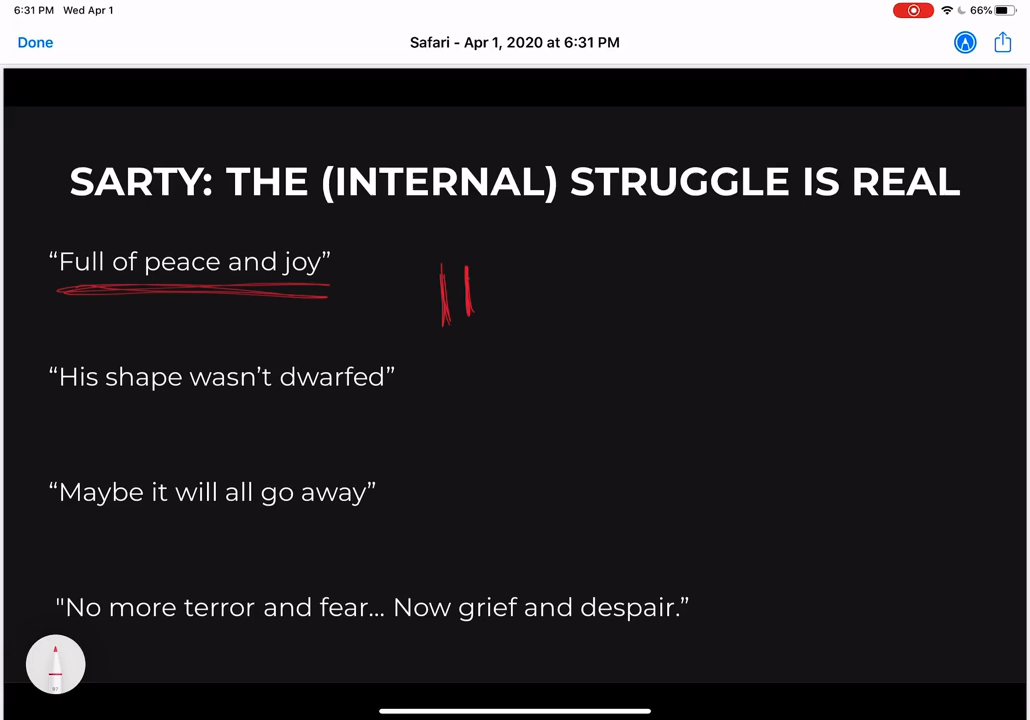 6:31 PM Wed Apr 1
66%
Done
Safari - Apr 1, 2020 at 6:31 PM
SARTY: THE (INTERNAL) STRUGGLE IS REAL
“Full of peace and joy”
“His shape wasn’t dwarfed”
“Maybe it will all go away”
"No more terror and fear... Now grief and despair.”